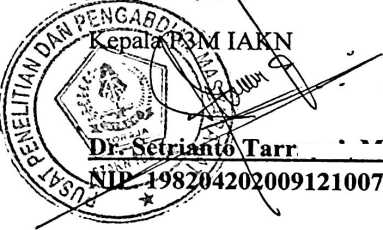 Kepala P3M IAKN
PUSAT PENELITIAN DAN PENGABDI
Dr. Setrianto Tarr
NIP. 198204202009121007